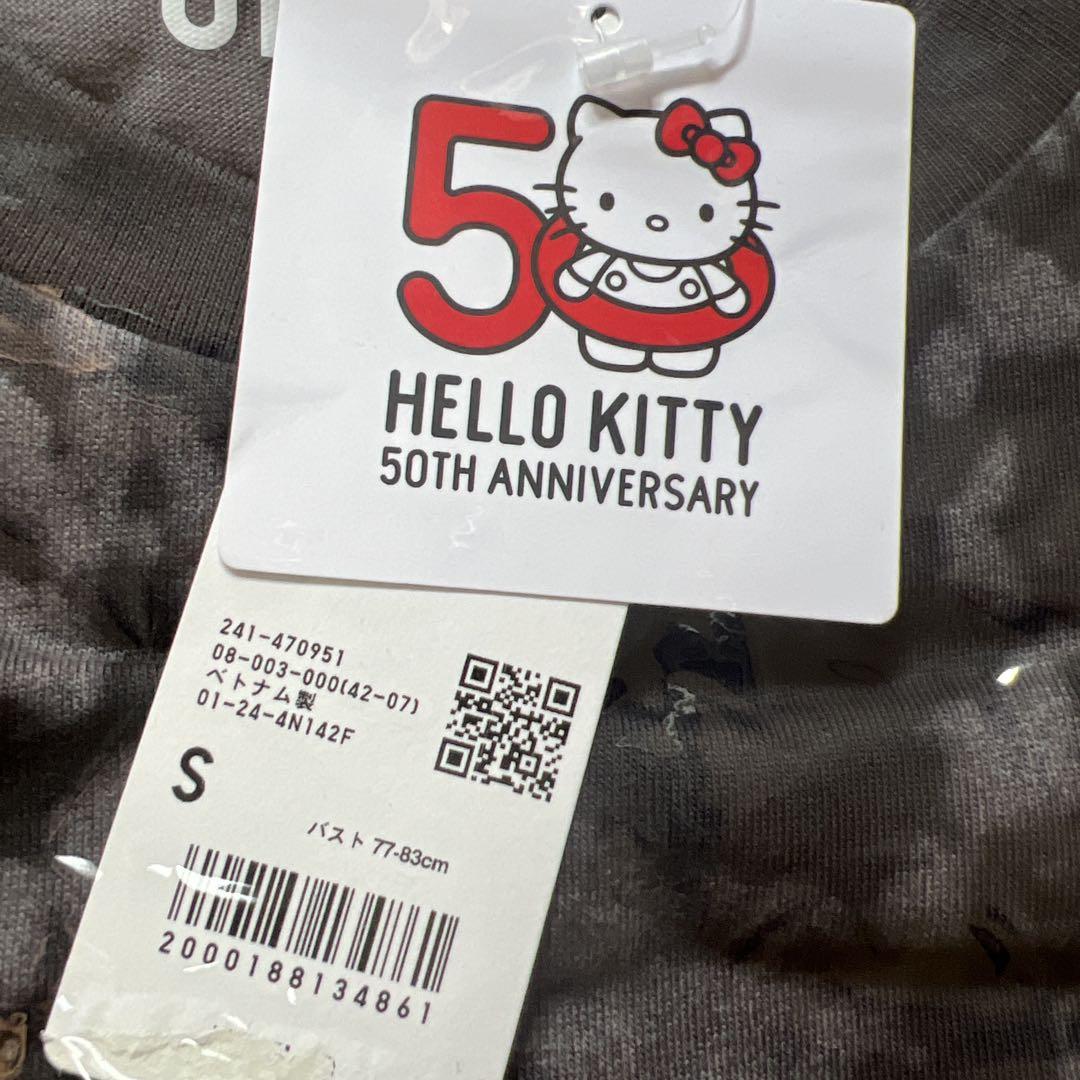 50
HELLO KITTY
50TH ANNIVERSARY
241-470951
08-003-000(42-07)
ベトナム製
01-24-4N142F
S
バスト 77-83cm
2000188134861